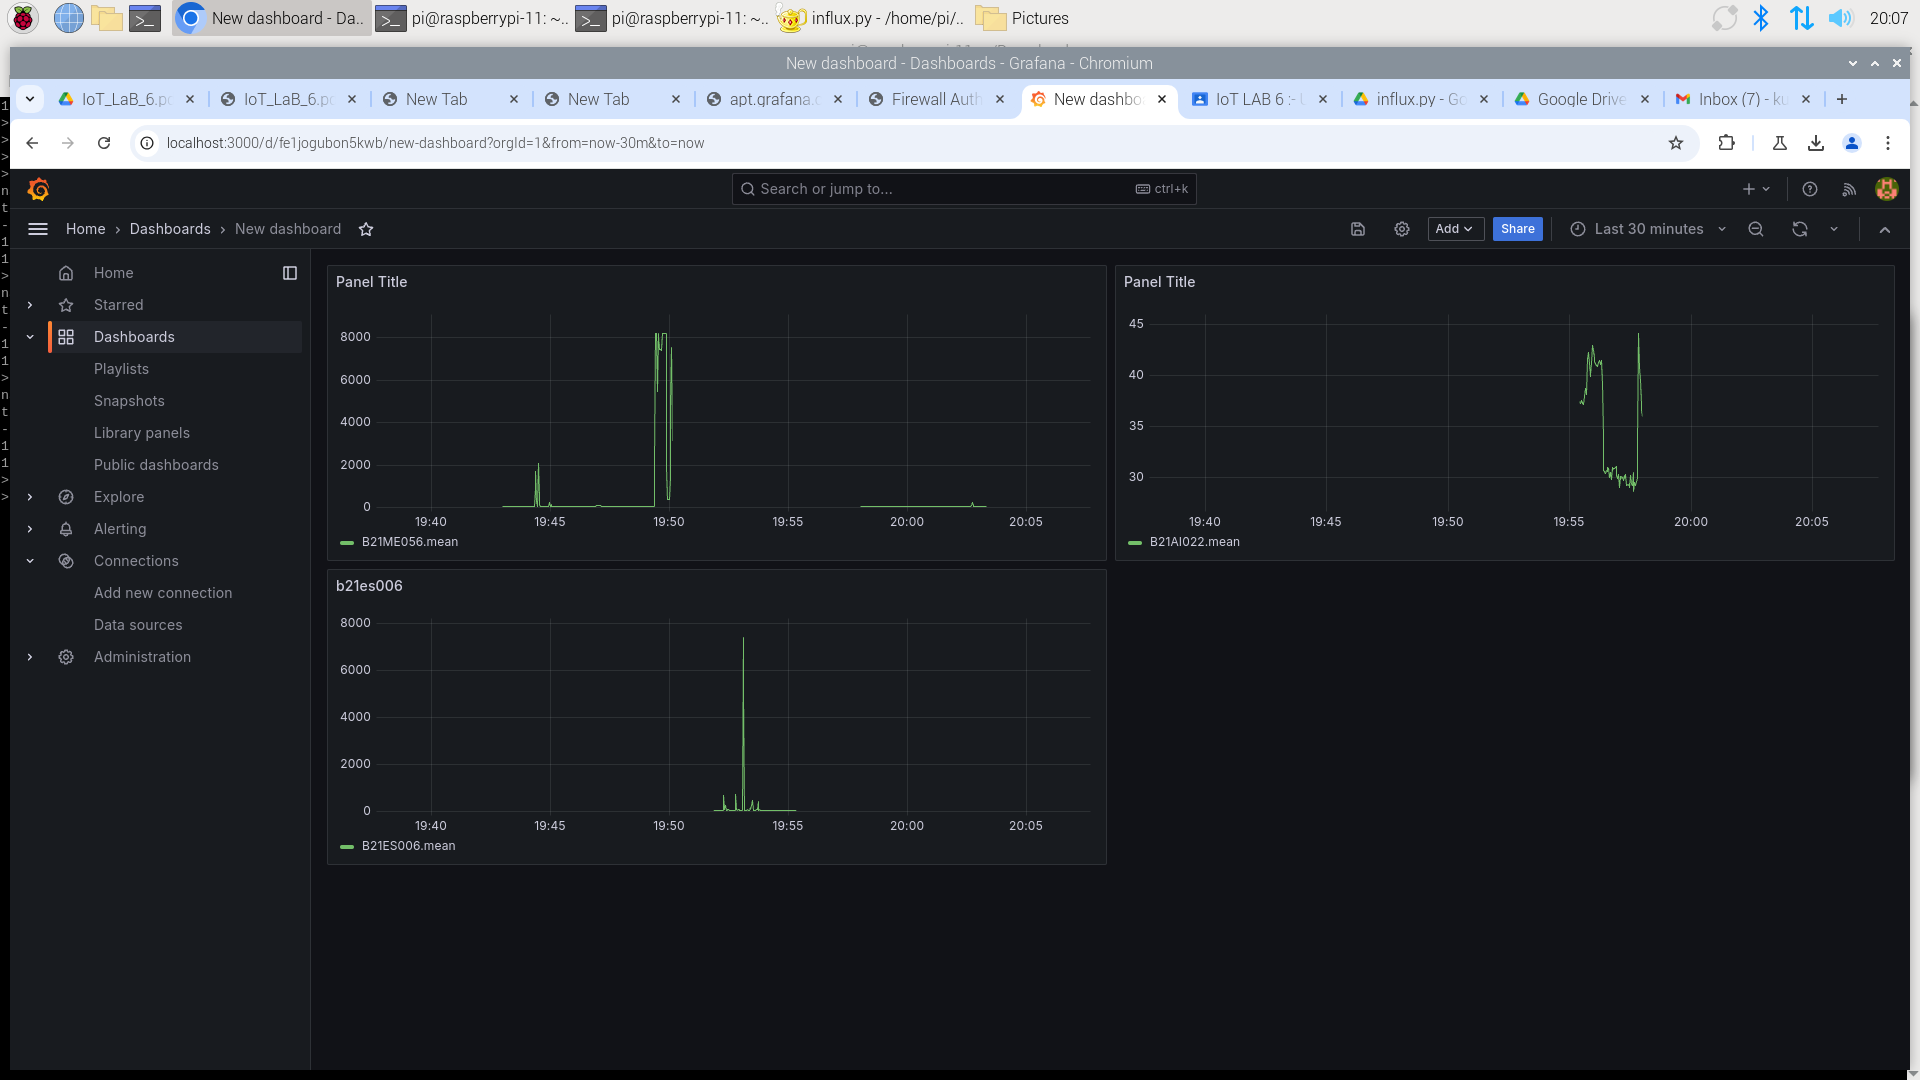 New dashboard - Da..
pi@raspberrypi-11: ~..
pi@raspberrypi-11: ~..
influx.py - /home/pi/..
Pictures
20:07
New dashboard - Dashboards - Grafana - Chromium
IoT_LaB_6.pc
IoT_LaB_6.pc
New Tab
New Tab
apt.grafana.c
Firewall Auth
New dashbo
IoT LAB 6 :- U
influx.py - Go
Google Drive
Inbox (7) - ku
localhost:3000/d/fe1jogubon5kwb/new-dashboard?orgId=1&from=now-30m&to=now
Search or jump to...
ctrl+k
Home › Dashboards › New dashboard
Add
Share
Last 30 minutes
Home
Starred
Dashboards
Playlists
Snapshots
Library panels
Public dashboards
Explore
Alerting
Connections
Add new connection
Data sources
Administration
Panel Title
8000
6000
4000
2000
0
19:40 19:45 19:50 19:55 20:00 20:05
B21ME056.mean
Panel Title
45
40
35
30
19:40 19:45 19:50 19:55 20:00 20:05
B21AI022.mean
b21es006
8000
6000
4000
2000
0
19:40 19:45 19:50 19:55 20:00 20:05
B21ES006.mean